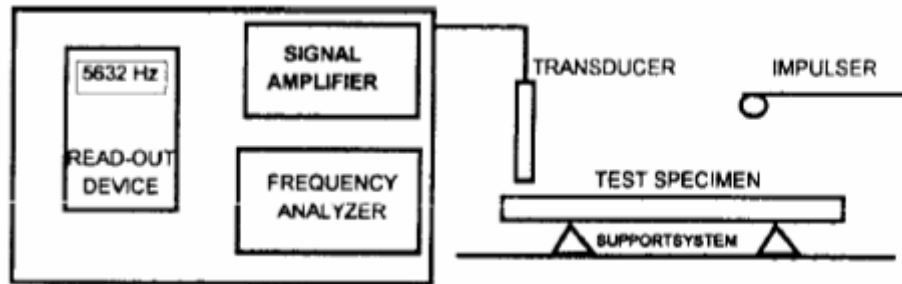 5632 Hz
READ-OUT
DEVICE
SIGNAL
AMPLIFIER
FREQUENCY
ANALYZER
TRANSDUCER
IMPULSER
TEST SPECIMEN
SUPPORTSYSTEM